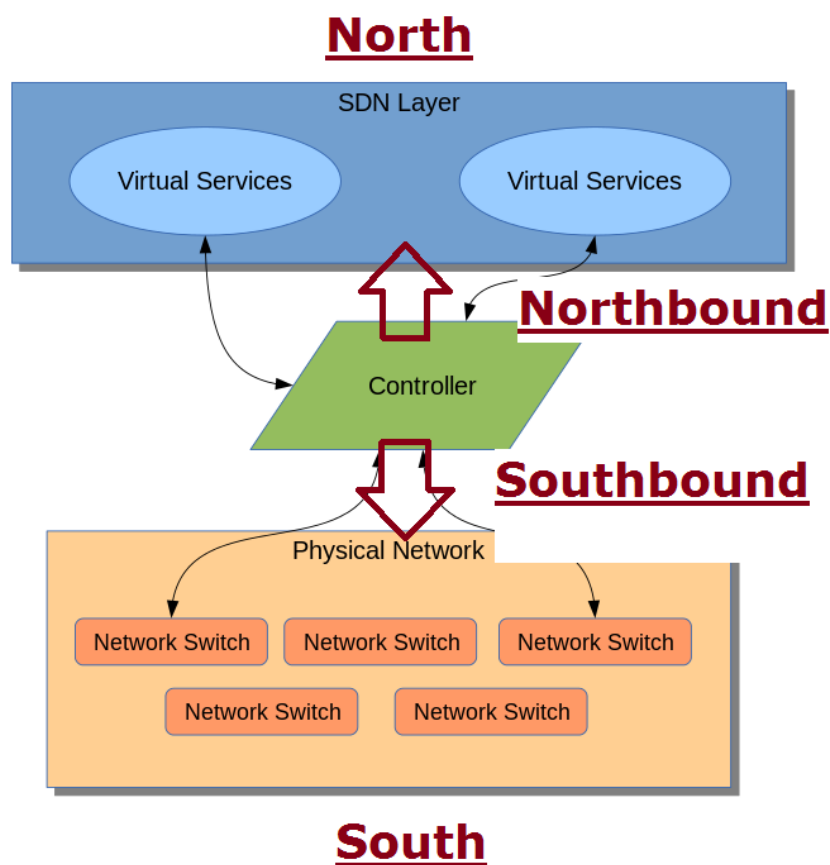 North
SDN Layer
Virtual Services
Virtual Services
Northbound
Controller
Southbound
Physical Network
Network Switch
Network Switch
Network Switch
Network Switch
Network Switch
South